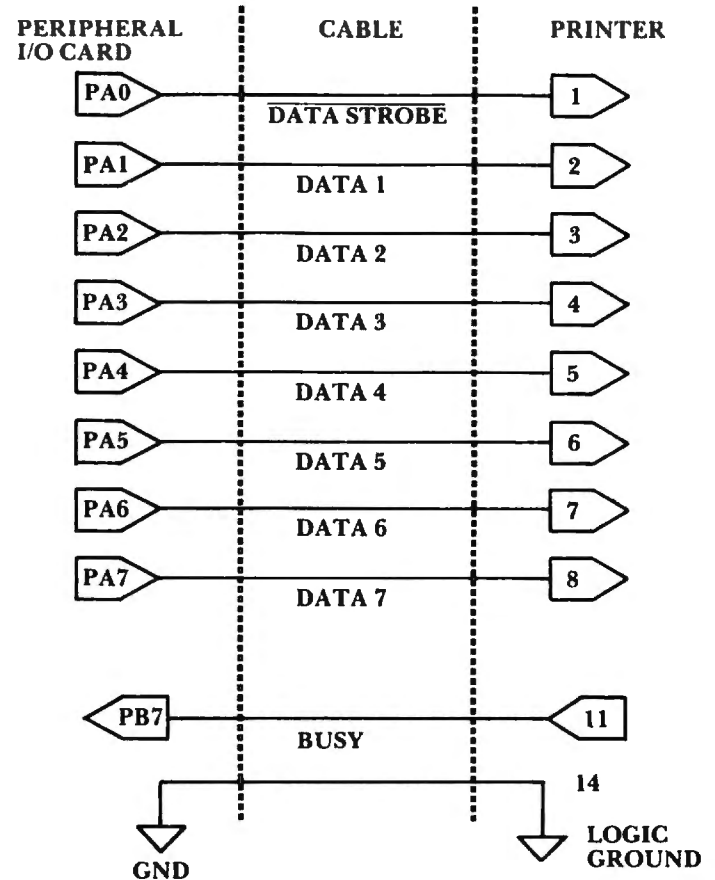 PERIPHERAL
I/O CARD
CABLE
PRINTER
PA0
DATA STROBE
1
PA1
DATA 1
2
PA2
DATA 2
3
PA3
DATA 3
4
PA4
DATA 4
5
PA5
DATA 5
6
PA6
DATA 6
7
PA7
DATA 7
8
PB7
BUSY
11
14
GND
LOGIC
GROUND